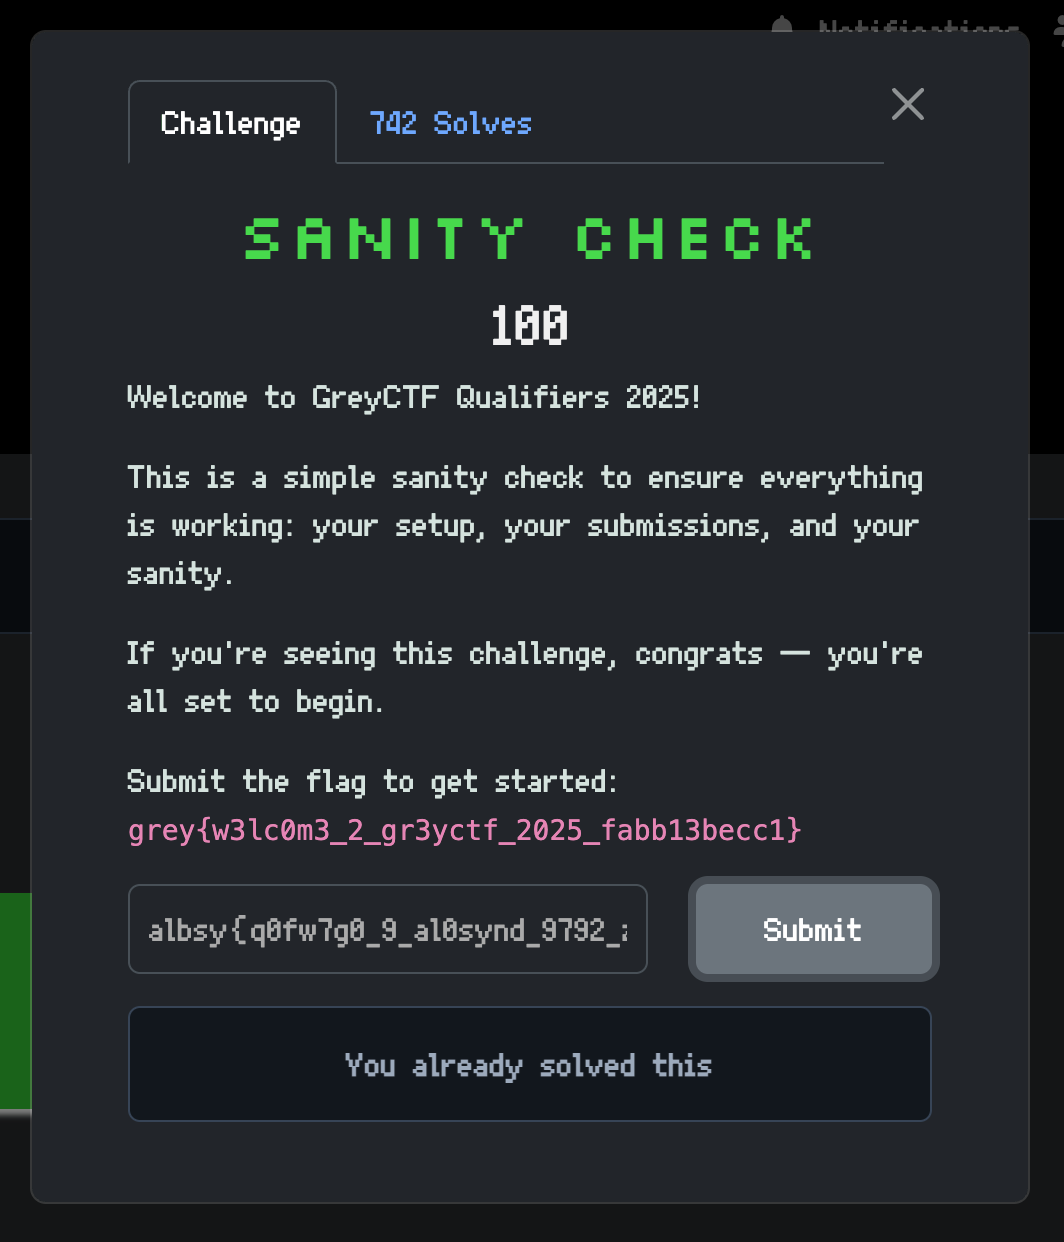 Notifications
Challenge
742 Solves
SANITY CHECK
100
Welcome to GreyCTF Qualifiers 2025!
This is a simple sanity check to ensure everything
is working: your setup, your submissions, and your
sanity.
If you're seeing this challenge, congrats — you're
all set to begin.
Submit the flag to get started:
grey{w3lc0m3_2_gr3yctf_2025_fabb13becc1}
albsy{q0fw7g0_9_al0synd_9792_
Submit
You already solved this